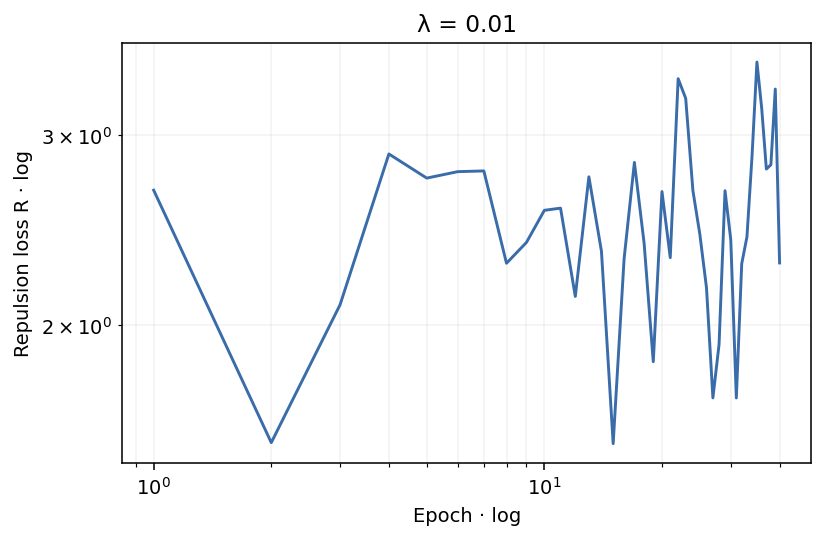 λ = 0.01
Repulsion loss R · log
3 × 10⁰
2 × 10⁰
10⁰ 10¹
Epoch · log